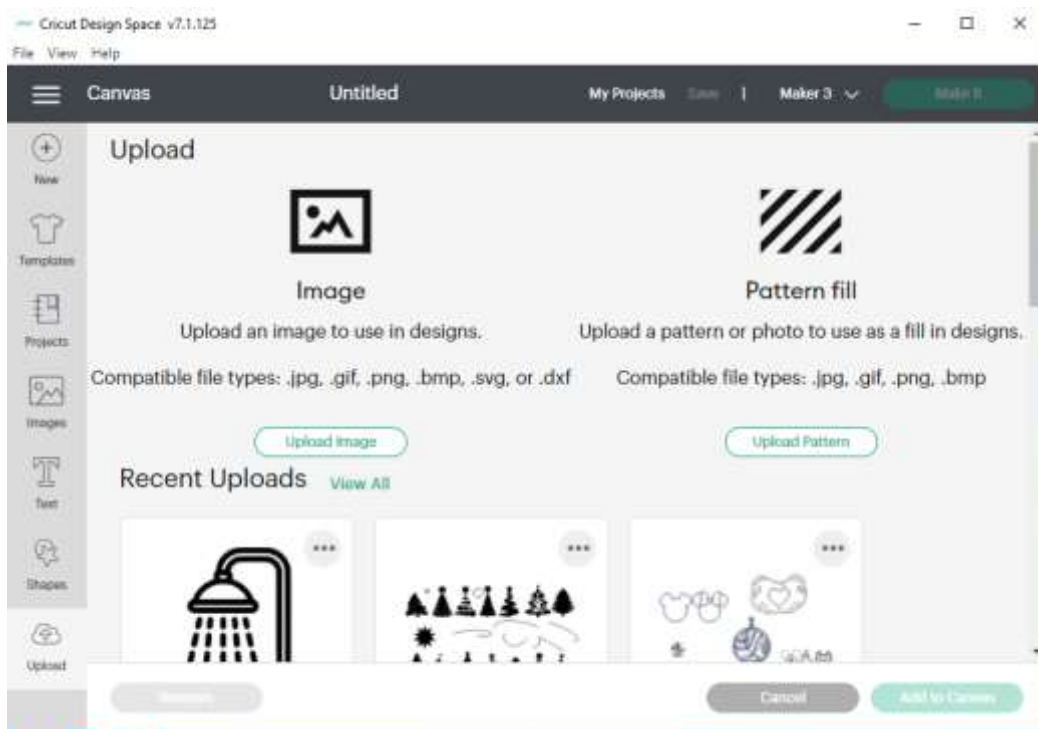 Cricut Design Space v7.1.125
File View Help
Canvas
Untitled
My Projects
Save
Maker 3
Make It
New
Templates
Projects
Images
Text
Shapes
Upload
Upload
Image
Upload an image to use in designs.
Compatible file types: .jpg, .gif, .png, .bmp, .svg, or .dxf
Upload Image
Pattern fill
Upload a pattern or photo to use as a fill in designs.
Compatible file types: .jpg, .gif, .png, .bmp
Upload Pattern
Recent Uploads View All
Cancel
Add to Canvas